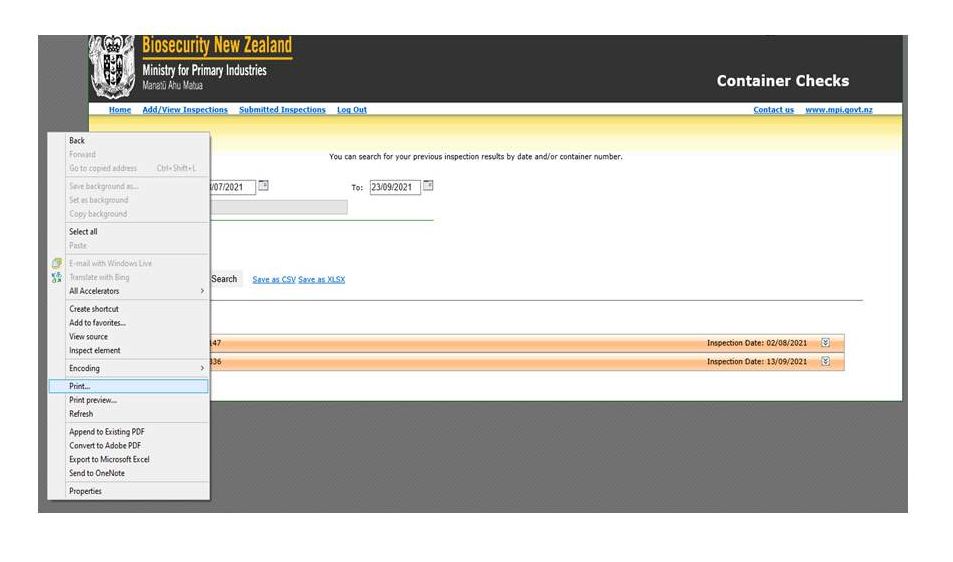 Biosecurity New Zealand
Ministry for Primary Industries
Manatū Ahu Matua
Container Checks
Home Add/View Inspections Submitted Inspections Log Out Contact us www.mpi.govt.nz
You can search for your previous inspection results by date and/or container number.
/07/2021 To: 23/09/2021
Search Save as CSV Save as XLSX
147 Inspection Date: 02/08/2021
336 Inspection Date: 13/09/2021
Back
Forward
Go to copied address Ctrl+Shift+L
Save background as...
Set as background
Copy background
Select all
Paste
E-mail with Windows Live
Translate with Bing
All Accelerators
Create shortcut
Add to favorites...
View source
Inspect element
Encoding
Print...
Print preview...
Refresh
Append to Existing PDF
Convert to Adobe PDF
Export to Microsoft Excel
Send to OneNote
Properties